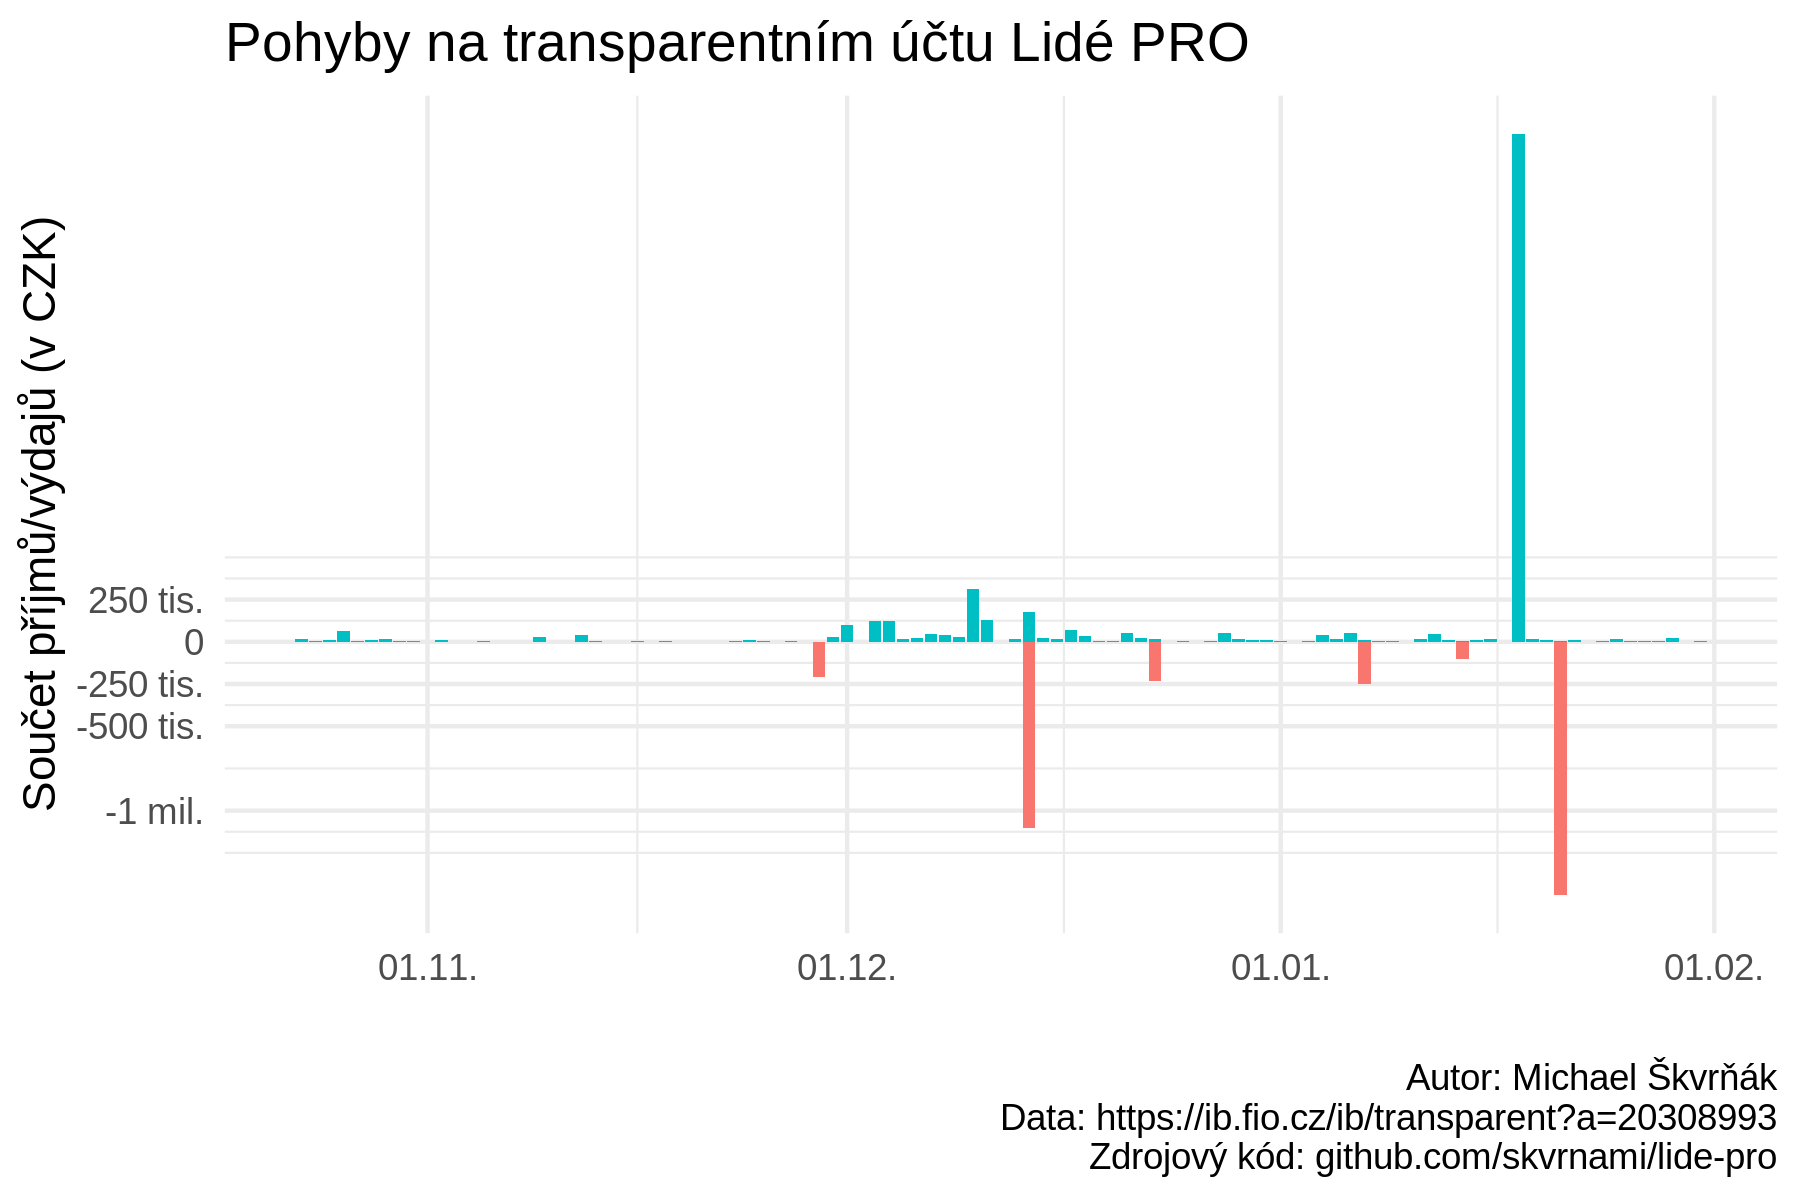 Pohyby na transparentním účtu Lidé PRO
Součet příjmů/výdajů (v CZK)
250 tis.
0
-250 tis.
-500 tis.
-1 mil.
01.11.
01.12.
01.01.
01.02.
Autor: Michael Škvrňák
Data: https://ib.fio.cz/ib/transparent?a=20308993
Zdrojový kód: github.com/skvrnami/lide-pro